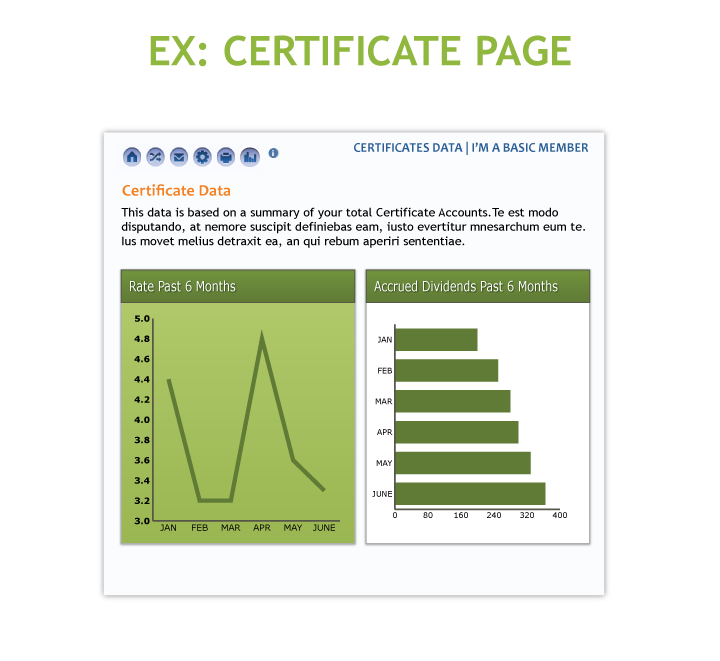 EX: CERTIFICATE PAGE
CERTIFICATES DATA | I'M A BASIC MEMBER
Certificate Data
This data is based on a summary of your total Certificate Accounts.Te est modo
disputando, at nemore suscipit definiebas eam, iusto evertitur mnesarchum eum te.
Ius movet melius detraxit ea, an qui rebum aperiri sententiae.
Rate Past 6 Months
5.0
4.8
4.6
4.4
4.2
4.0
3.8
3.6
3.4
3.2
3.0
JAN FEB MAR APR MAY JUNE
Accrued Dividends Past 6 Months
JAN
FEB
MAR
APR
MAY
JUNE
0 80 160 240 320 400